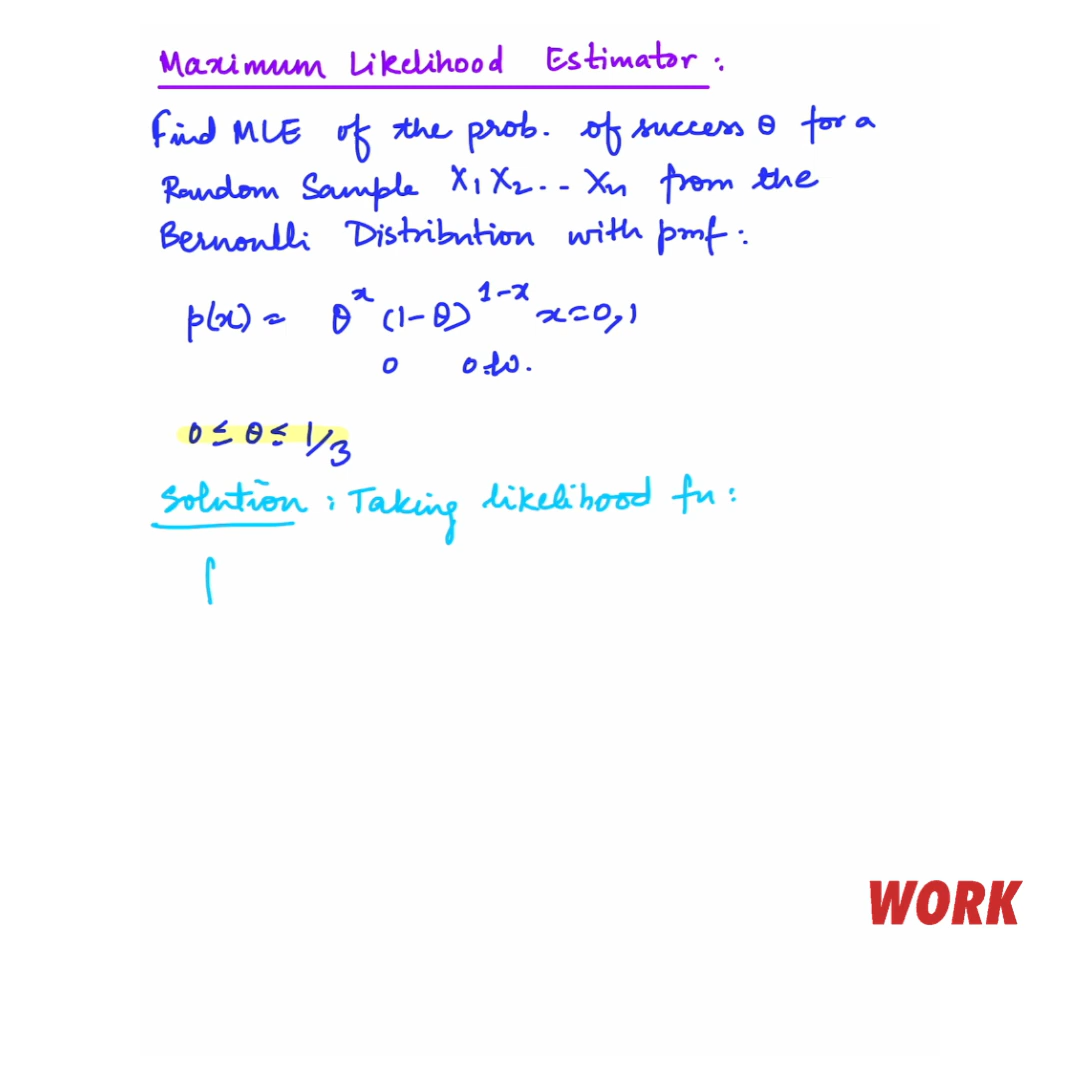 Maximum Likelihood Estimator :
Find MLE of the prob. of success θ for a
Random Sample X₁ X₂ .. - Xn from the
Bernoulli Distribution with pmf :
p(x) = θ^x (1-θ)^1-x x=0,1
0 0.w.
0 ≤ θ ≤ 1/3
Solution : Taking likelihood fn :
WORK